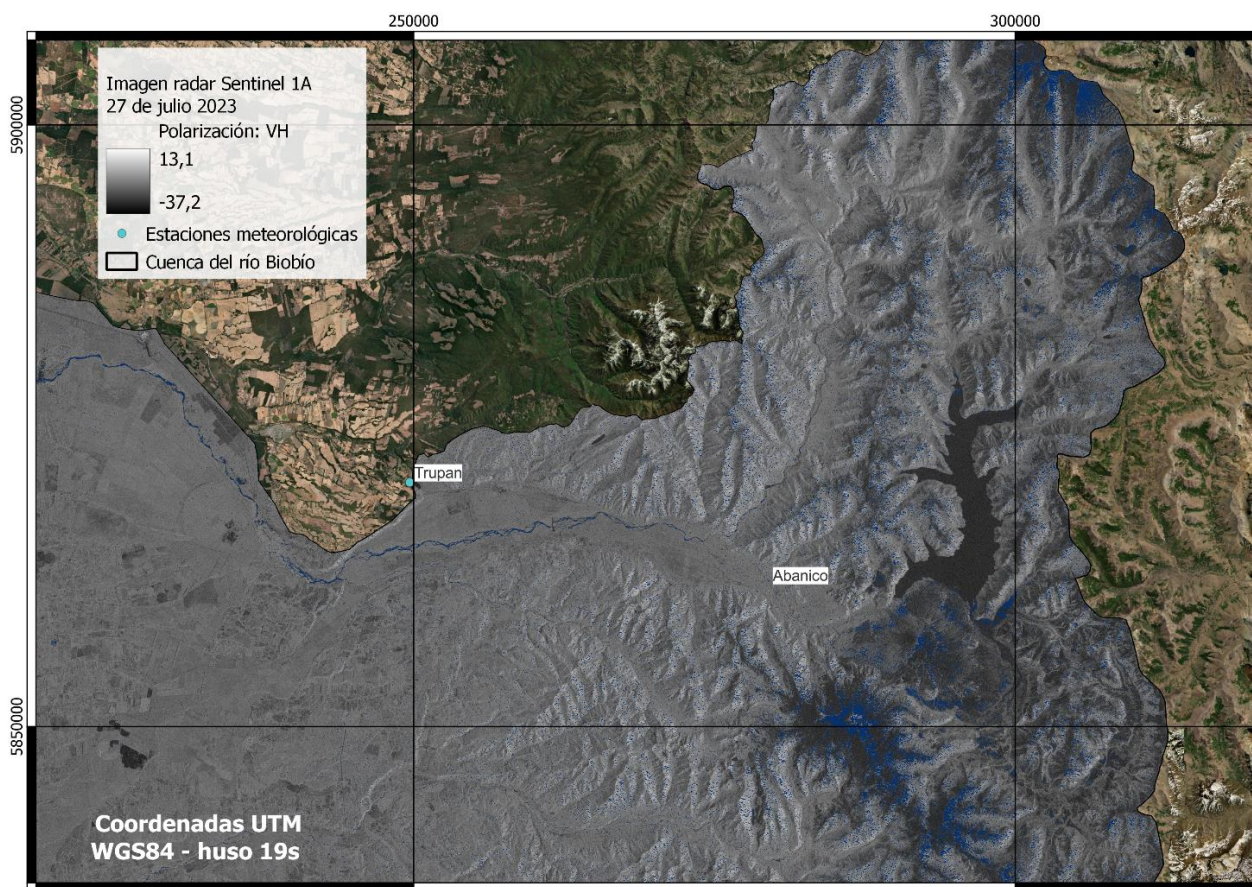 250000
300000
Imagen radar Sentinel 1A
27 de julio 2023
Polarización: VH
13,1
-37,2
Estaciones meteorológicas
Cuenca del río Biobío
5900000
Trupan
Abanico
5850000
Coordenadas UTM
WGS84 - huso 19s